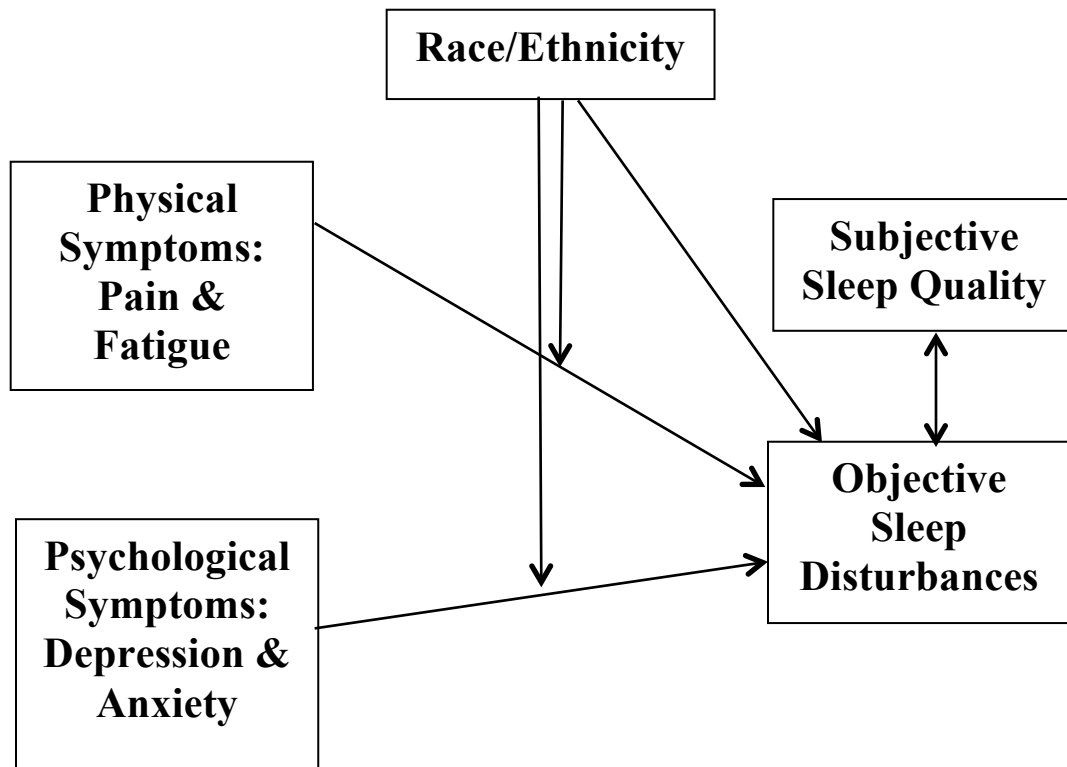 Race/Ethnicity
Physical
Symptoms:
Pain &
Fatigue
Subjective
Sleep Quality
Objective
Sleep
Disturbances
Psychological
Symptoms:
Depression &
Anxiety